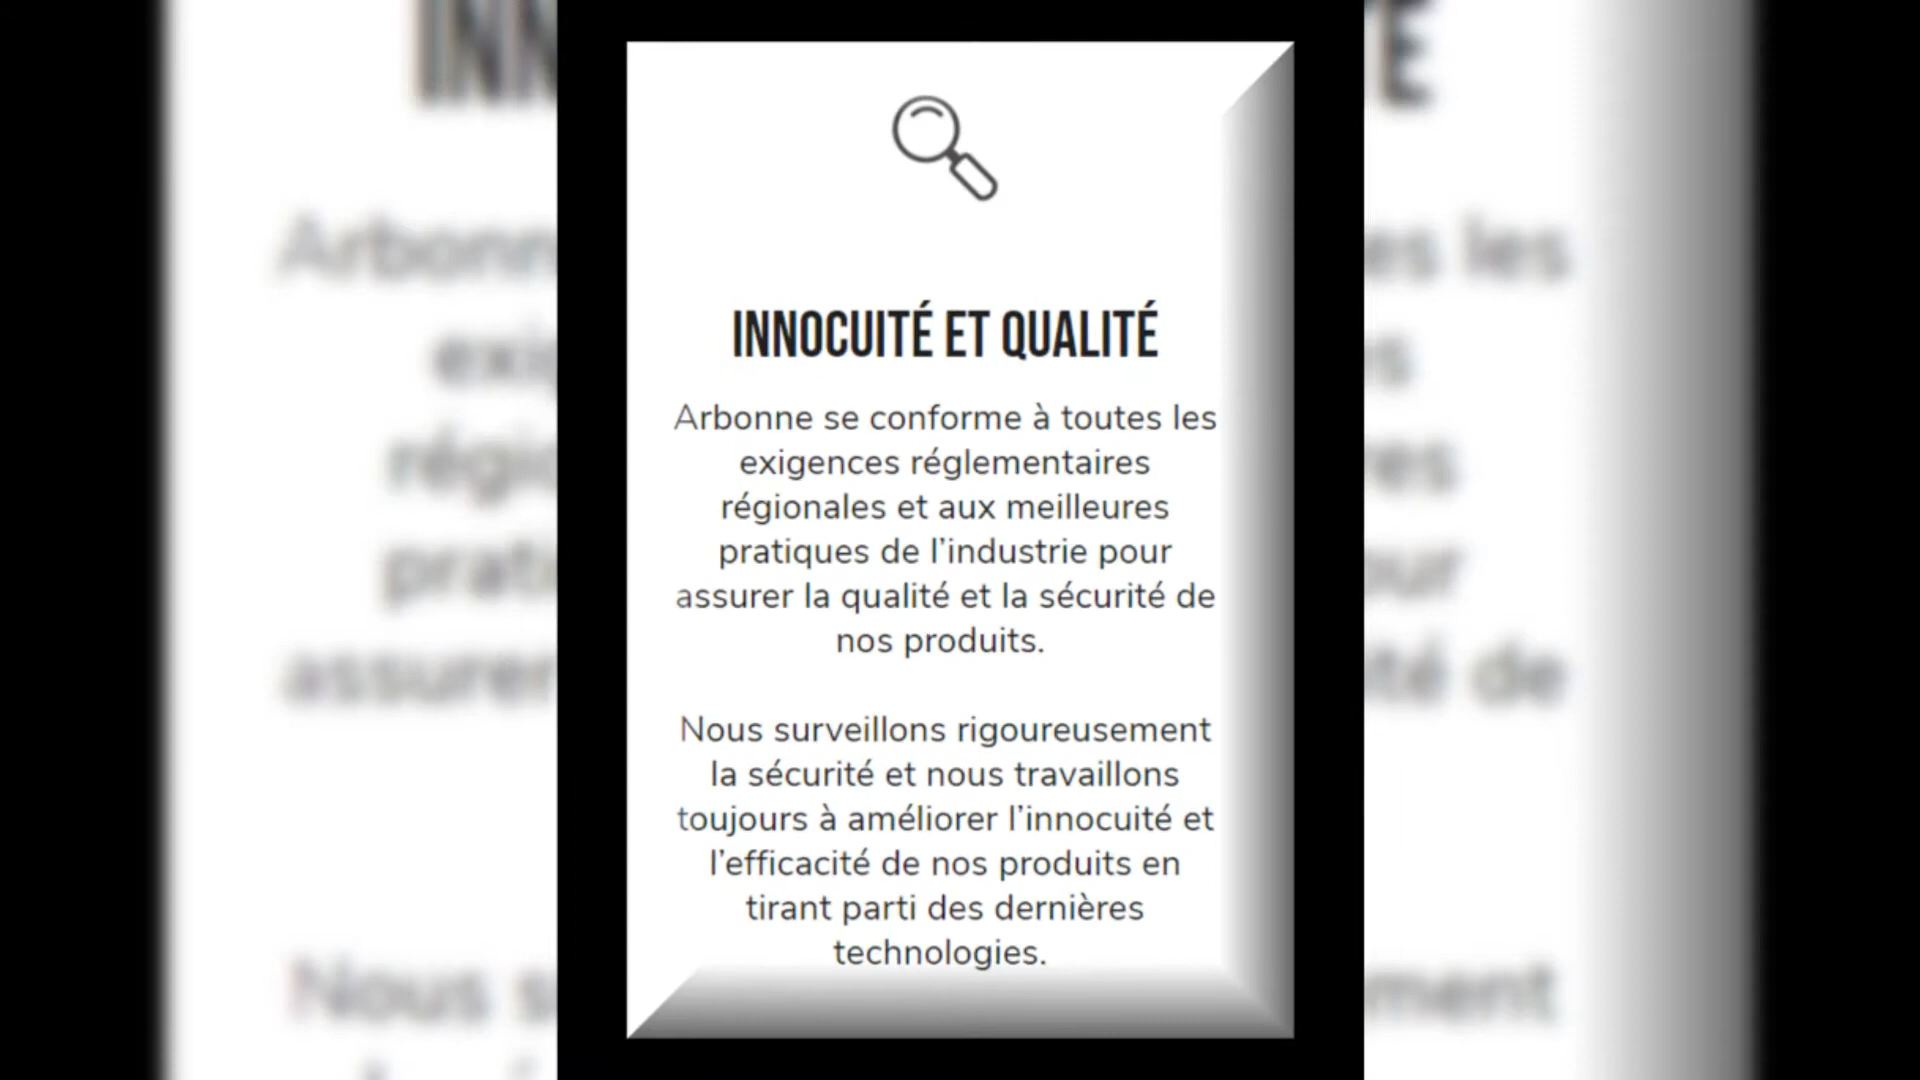 INNOCUITÉ ET QUALITÉ
Arbonne se conforme à toutes les
exigences réglementaires
régionales et aux meilleures
pratiques de l'industrie pour
assurer la qualité et la sécurité de
nos produits.
Nous surveillons rigoureusement
la sécurité et nous travaillons
toujours à améliorer l'innocuité et
l'efficacité de nos produits en
tirant parti des dernières
technologies.